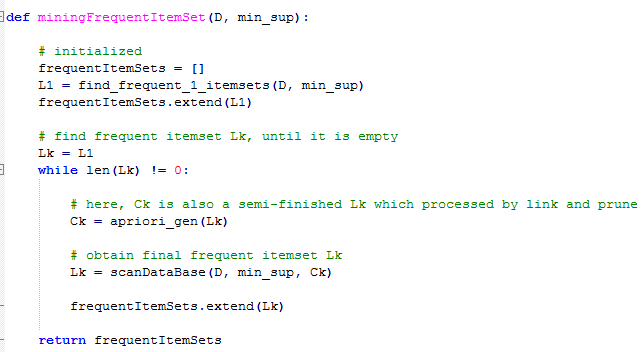 def miningFrequentItemSet(D, min_sup):
# initialized
frequentItemSets = []
L1 = find_frequent_1_itemsets(D, min_sup)
frequentItemSets.extend(L1)
# find frequent itemset Lk, until it is empty
Lk = L1
while len(Lk) != 0:
# here, Ck is also a semi-finished Lk which processed by link and prune
Ck = apriori_gen(Lk)
# obtain final frequent itemset Lk
Lk = scanDataBase(D, min_sup, Ck)
frequentItemSets.extend(Lk)
return frequentItemSets